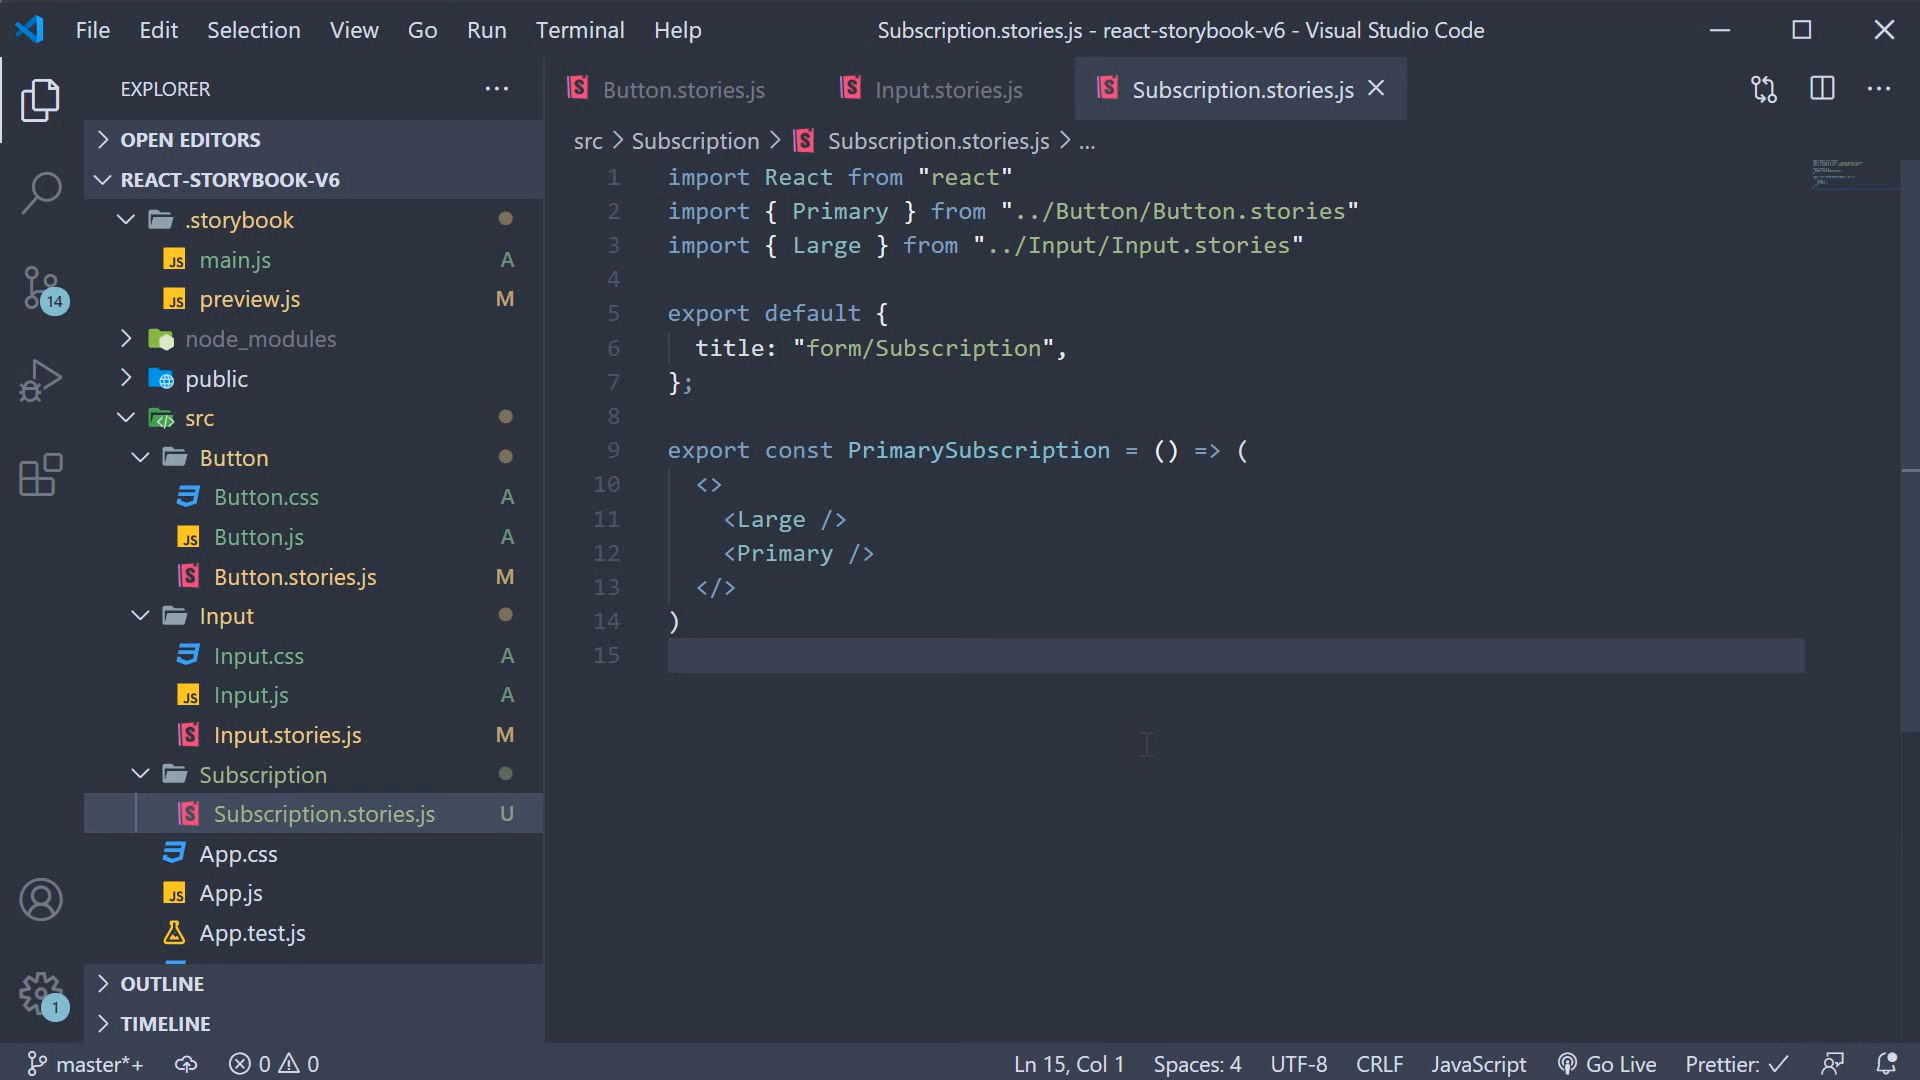 File Edit Selection View Go Run Terminal Help
Subscription.stories.js - react-storybook-v6 - Visual Studio Code
EXPLORER
OPEN EDITORS
REACT-STORYBOOK-V6
.storybook
main.js A
preview.js M
node_modules
public
src
Button
Button.css A
Button.js A
Button.stories.js M
Input
Input.css A
Input.js A
Input.stories.js M
Subscription
Subscription.stories.js U
App.css
App.js
App.test.js
OUTLINE
TIMELINE
14
1
Button.stories.js Input.stories.js Subscription.stories.js
src > Subscription > Subscription.stories.js > ...
1 import React from "react"
2 import { Primary } from "../Button/Button.stories"
3 import { Large } from "../Input/Input.stories"
4
5 export default {
6 title: "form/Subscription",
7 };
8
9 export const PrimarySubscription = () => (
10 <>
11 <Large />
12 <Primary />
13 </>
14 )
15
master*+ 0 0 Ln 15, Col 1 Spaces: 4 UTF-8 CRLF JavaScript Go Live Prettier: ✓